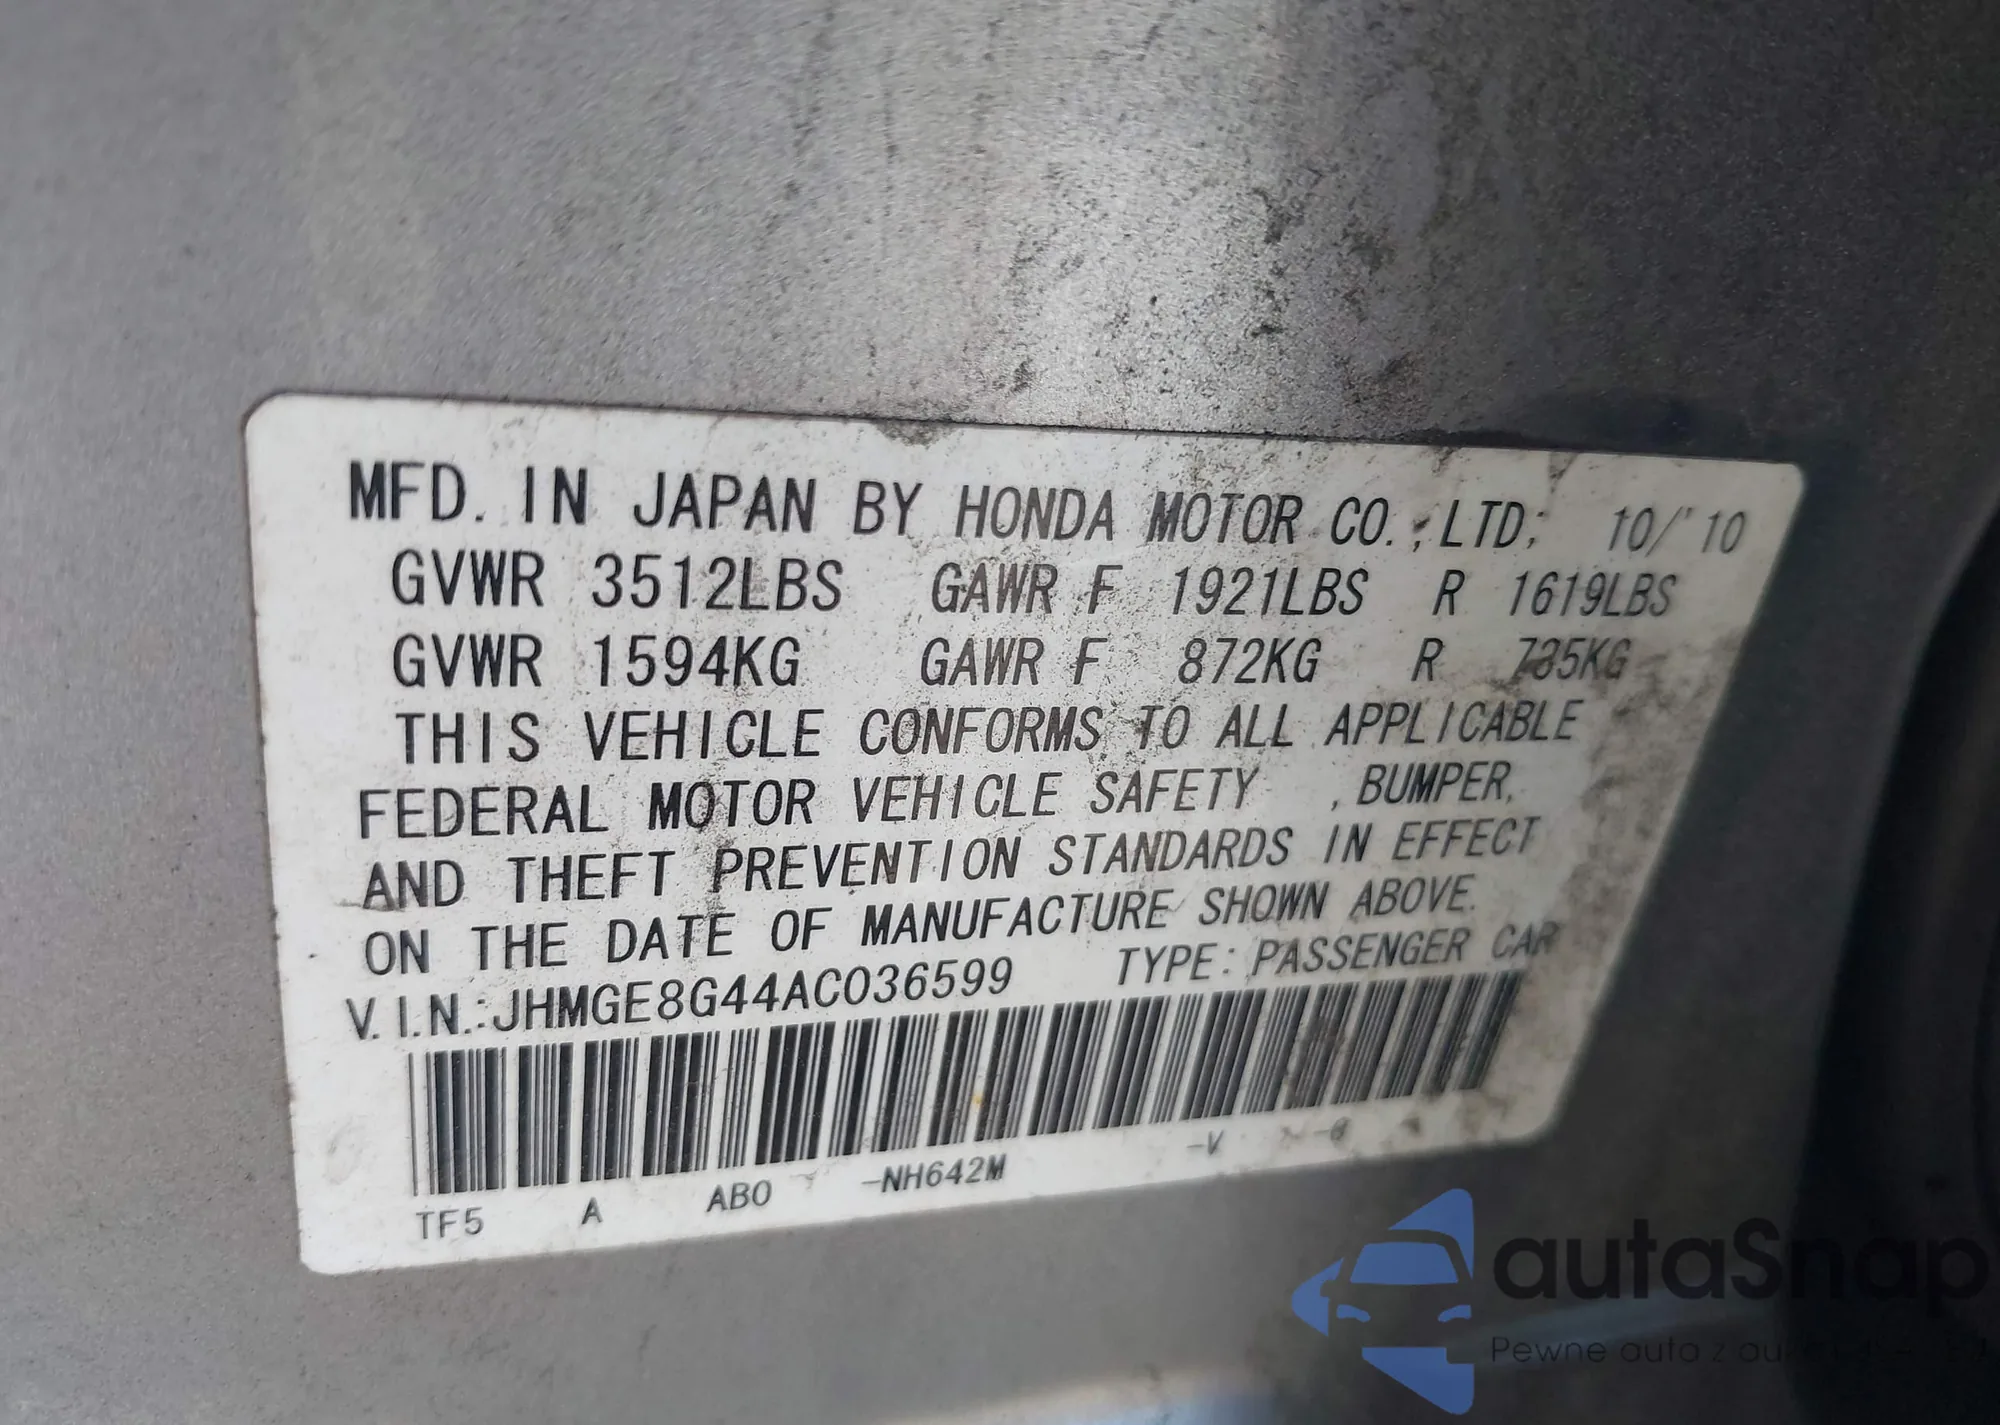 MFD. IN JAPAN BY HONDA MOTOR CO., LTD; 10/'10
GVWR 3512LBS GAWR F 1921LBS R 1619LBS
GVWR 1594KG GAWR F 872KG R 735KG
THIS VEHICLE CONFORMS TO ALL APPLICABLE
FEDERAL MOTOR VEHICLE SAFETY , BUMPER,
AND THEFT PREVENTION STANDARDS IN EFFECT
ON THE DATE OF MANUFACTURE SHOWN ABOVE.
V.I.N.:JHMGE8G44AC036599 TYPE: PASSENGER CAR
TF5 A AB0 -NH642M -V
autaSnap
Pewne auta z